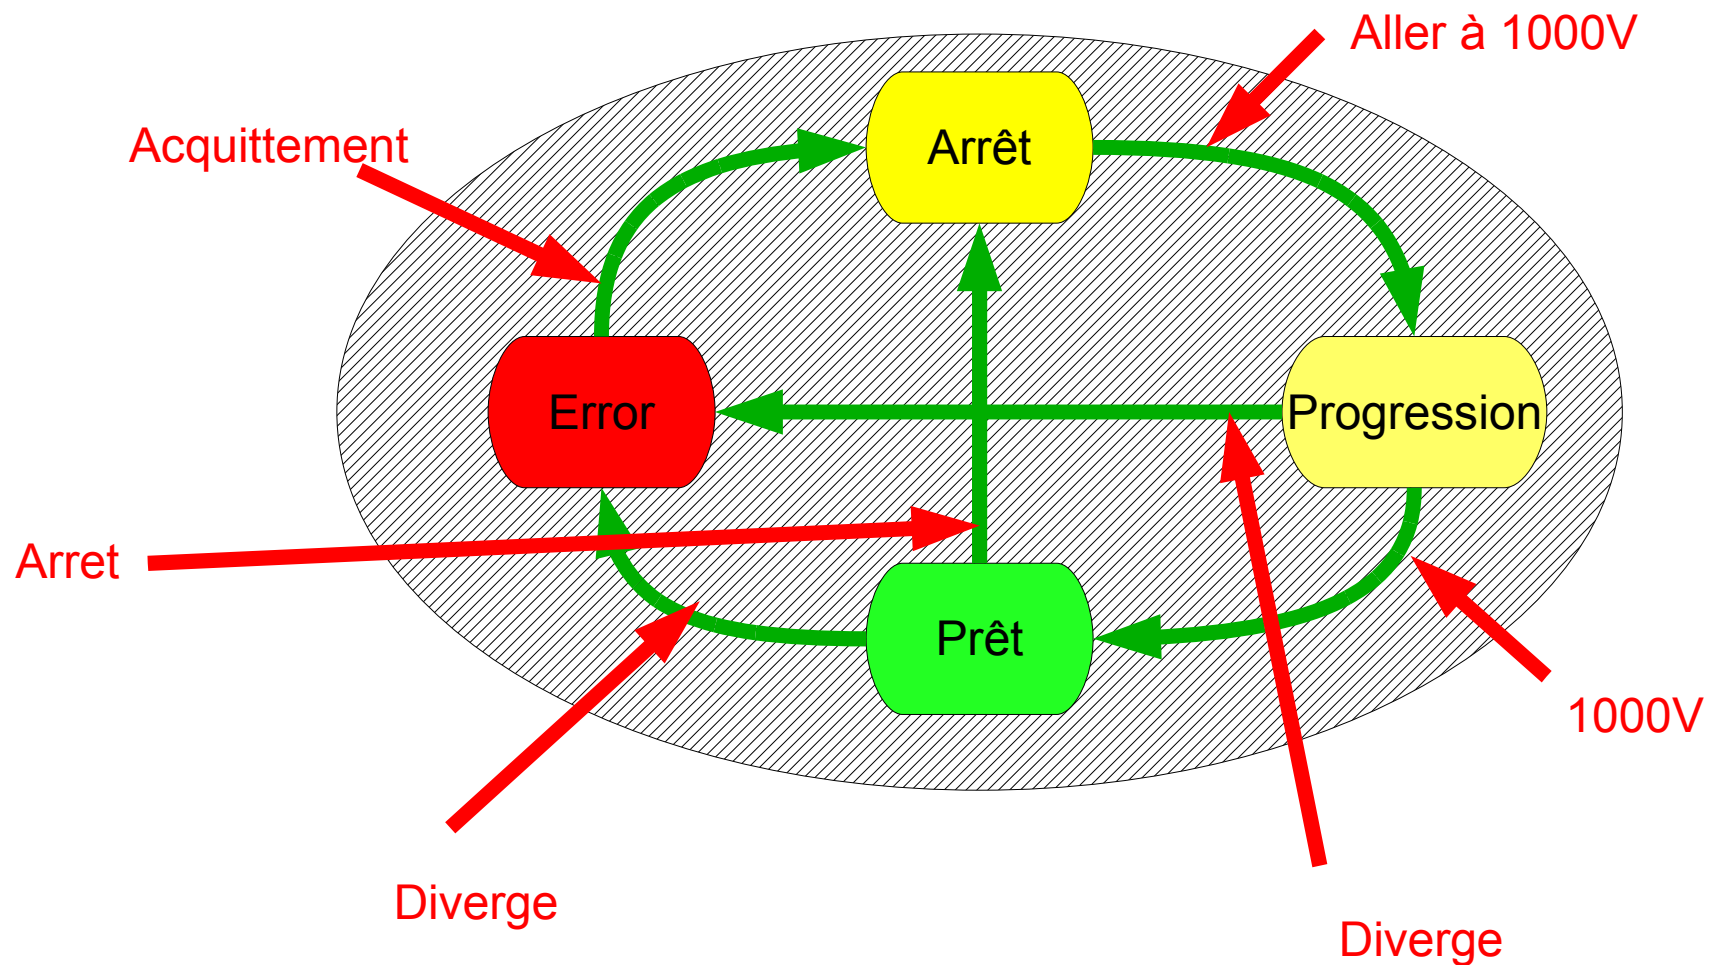 Aller à 1000V
Acquittement
Arrêt
Error
Progression
Arret
Prêt
1000V
Diverge
Diverge